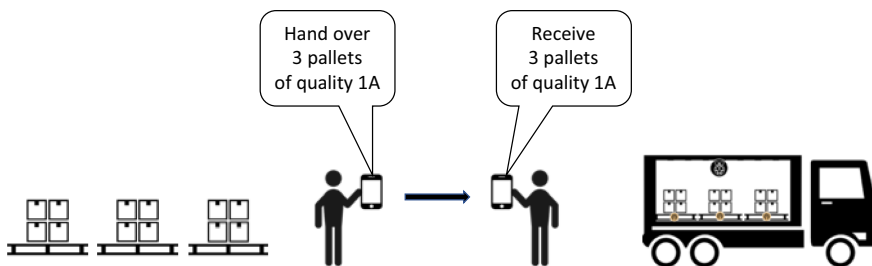 Hand over
3 pallets
of quality 1A
Receive
3 pallets
of quality 1A